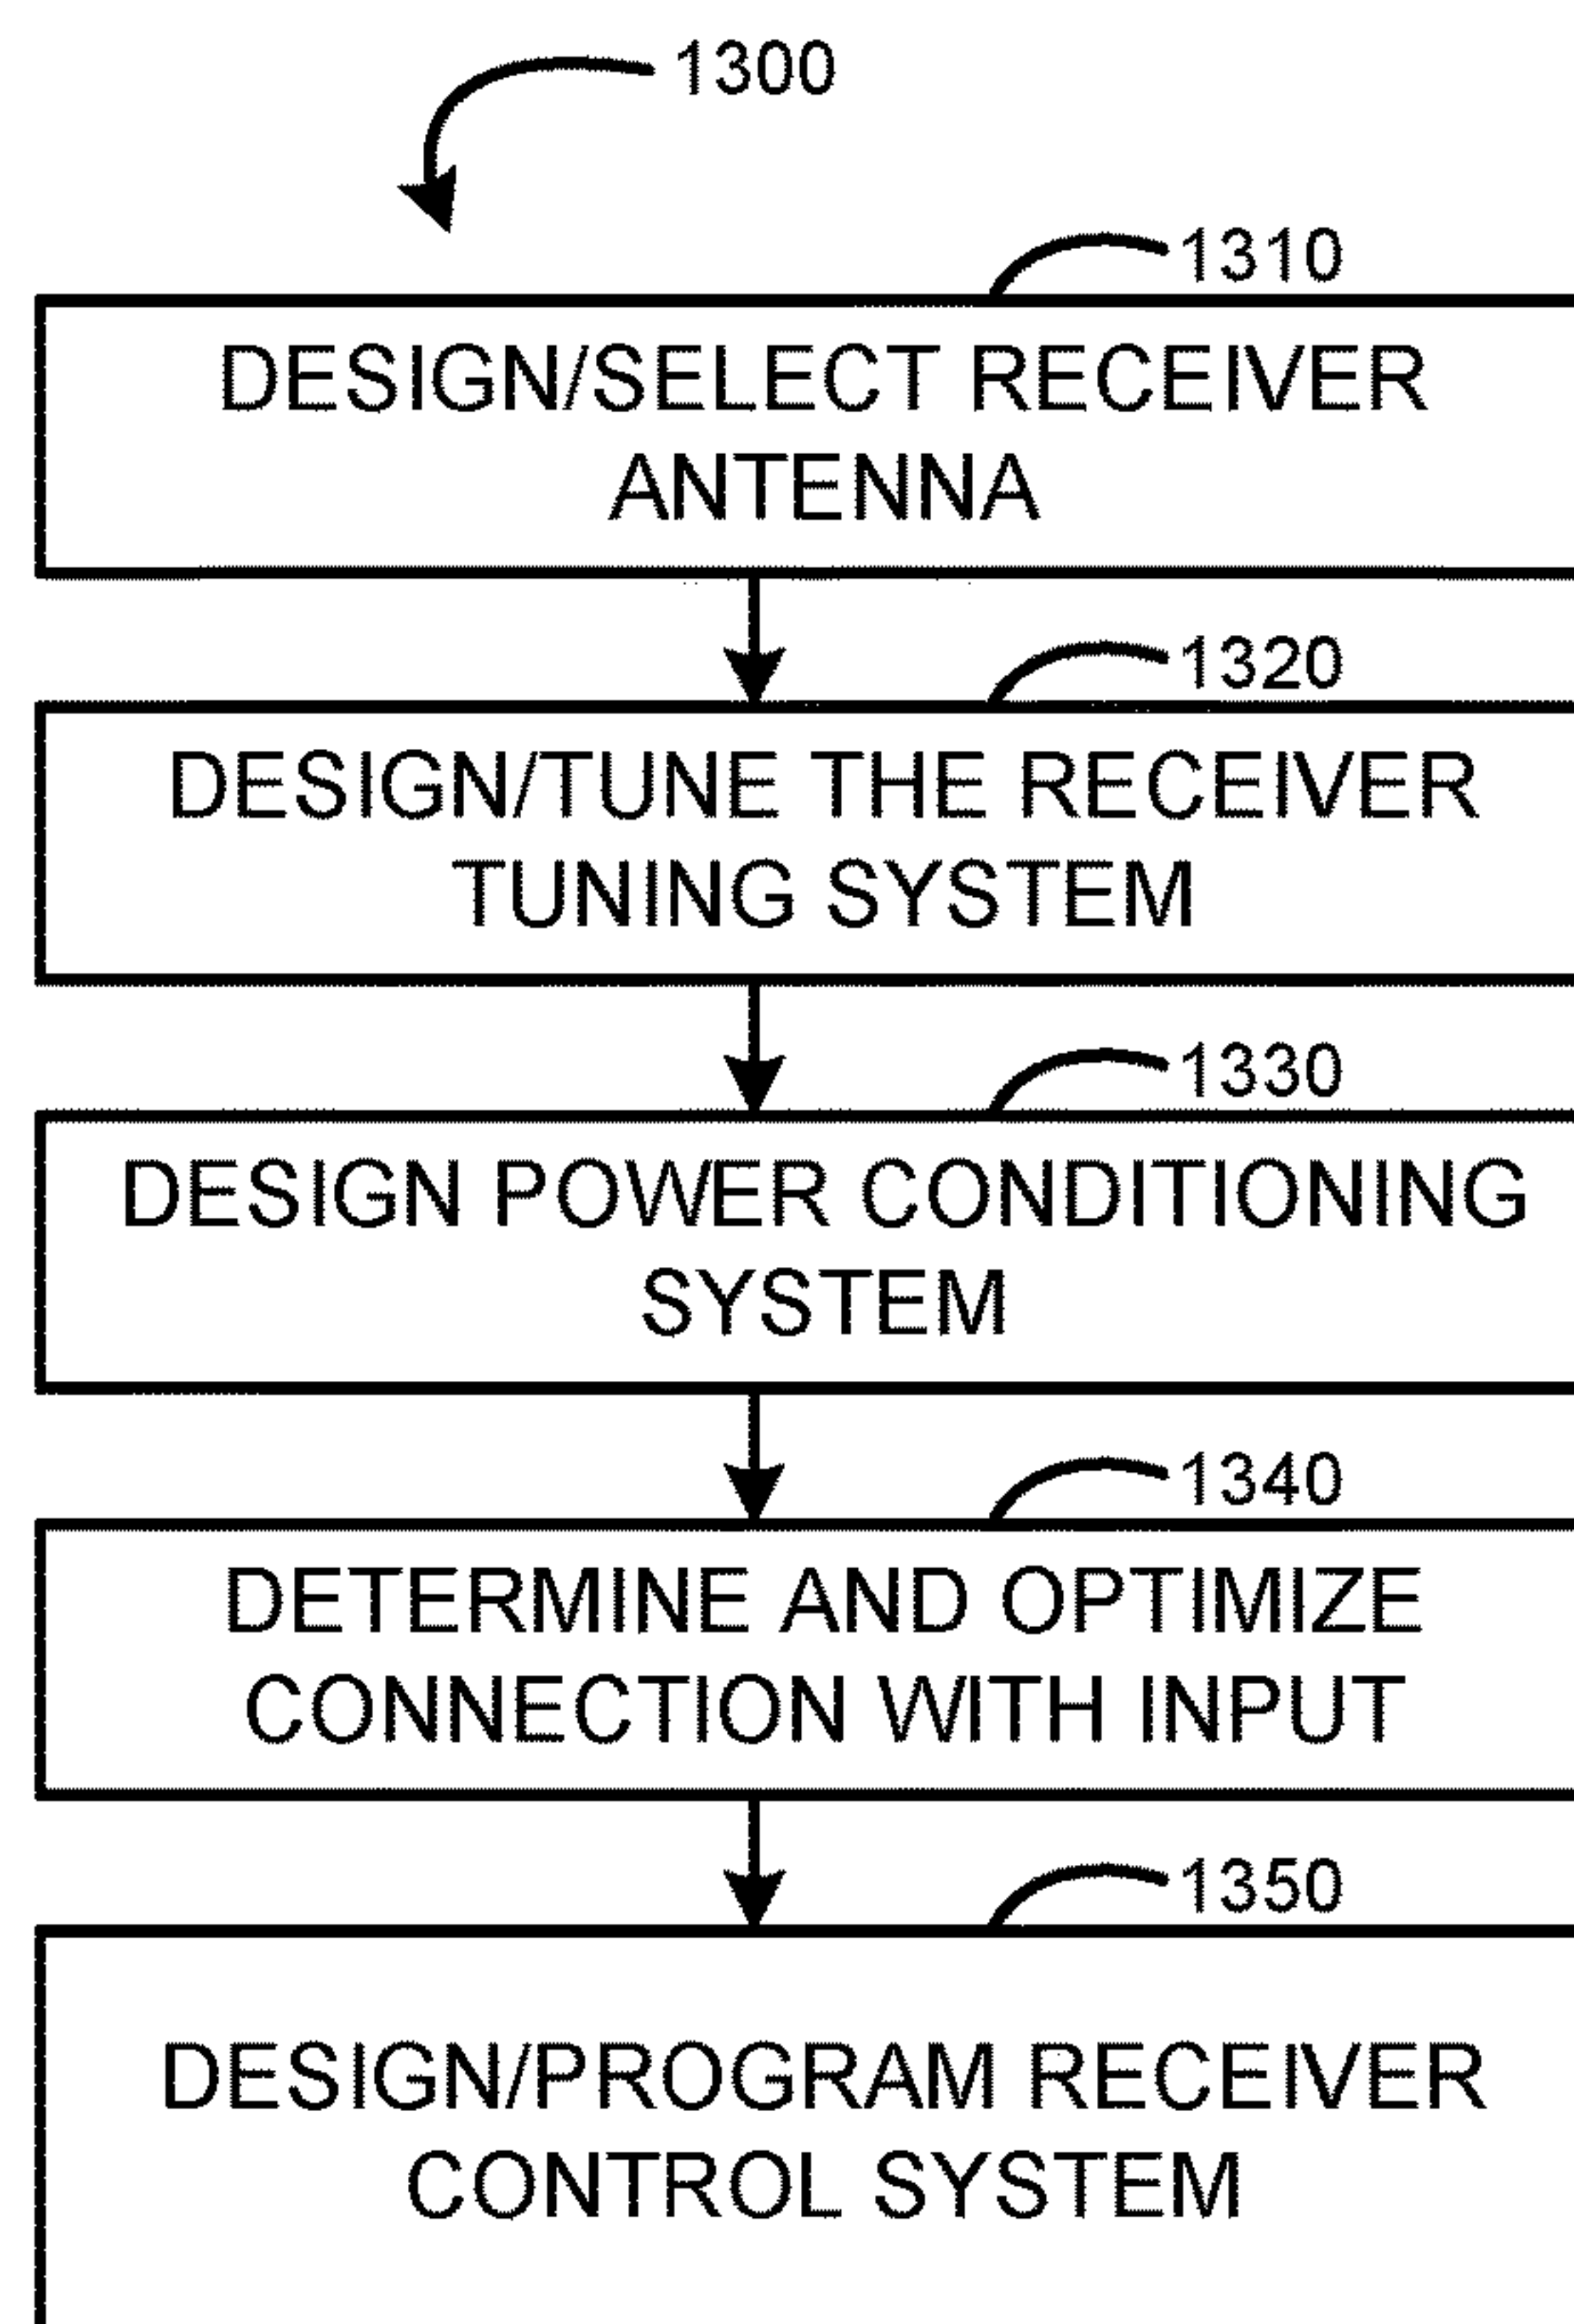 1300
1310
DESIGN/SELECT RECEIVER
ANTENNA
1320
DESIGN/TUNE THE RECEIVER
TUNING SYSTEM
1330
DESIGN POWER CONDITIONING
SYSTEM
1340
DETERMINE AND OPTIMIZE
CONNECTION WITH INPUT
1350
DESIGN/PROGRAM RECEIVER
CONTROL SYSTEM